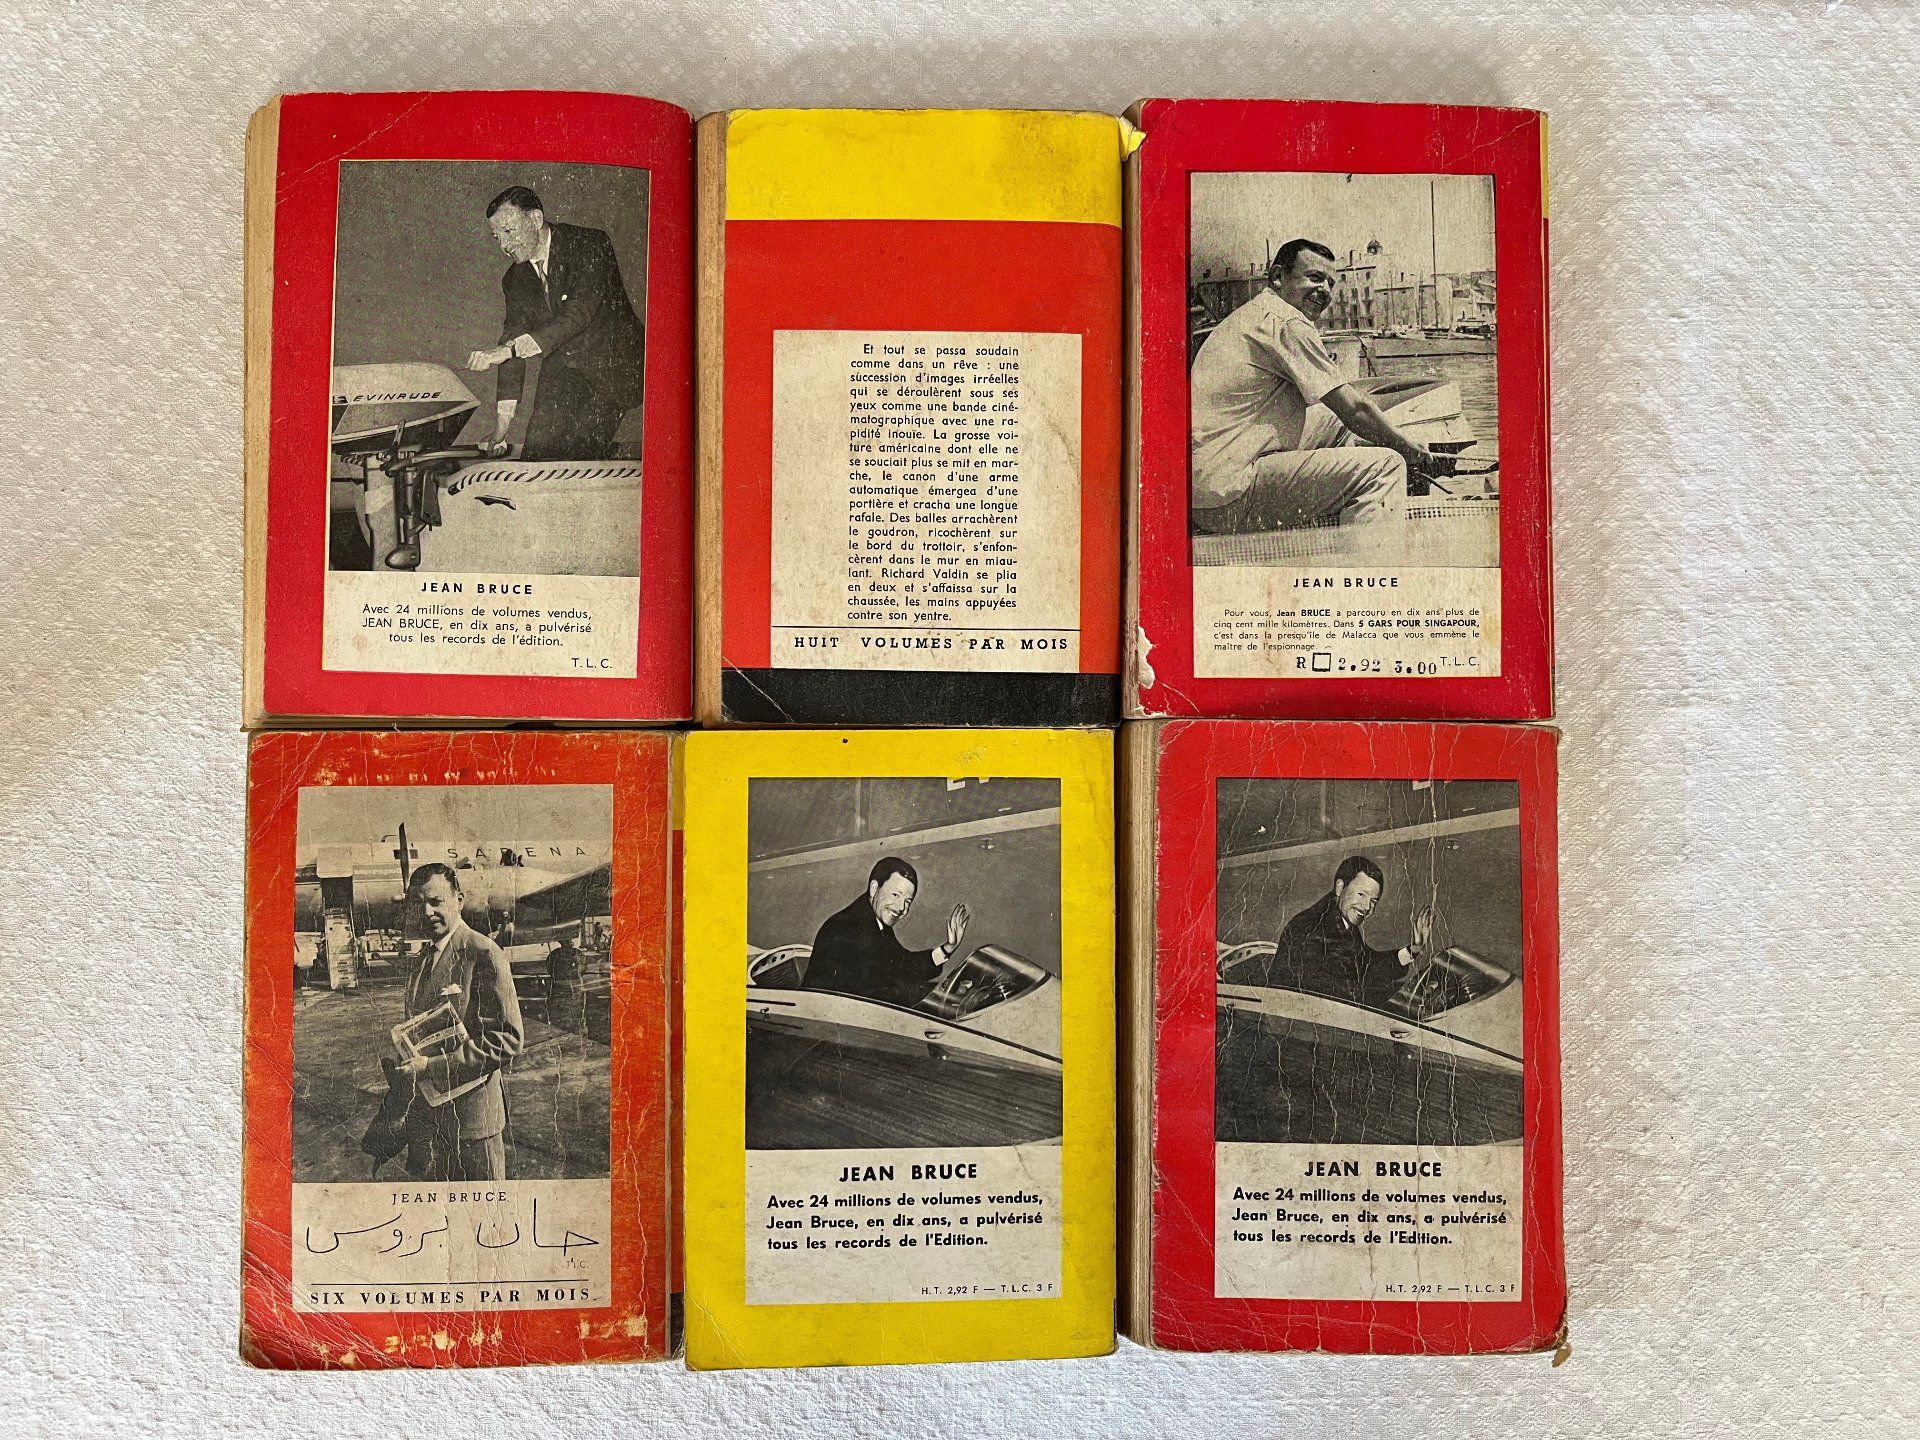 EVINRUDE
JEAN BRUCE
Avec 24 millions de volumes vendus,
JEAN BRUCE, en dix ans, a pulvérisé
tous les records de l'édition.
T.L.C.
Et tout se passa soudain
comme dans un rêve : une
succession d'images irréelles
qui se déroulèrent sous ses
yeux comme une bande ciné-
matographique avec une ra-
pidité inouïe. La grosse voi-
ture américaine dont elle ne
se souciait plus se mit en mar-
che, le canon d'une arme
automatique émergea d'une
portière et cracha une longue
rafale. Des balles arrachèrent
le goudron, ricochèrent sur
le bord du trottoir, s'enfon-
cèrent dans le mur en miau-
lant. Richard Valdin se plia
en deux et s'affaissa sur la
chaussée, les mains appuyées
contre son ventre.
HUIT VOLUMES PAR MOIS
JEAN BRUCE
Pour vous, Jean BRUCE a parcouru en dix ans plus de
cinq cent mille kilomètres. Dans 5 GARS POUR SINGAPOUR,
c'est dans la presqu'île de Malacca que vous emmène le
maître de l'espionnage.
R 2.92 3.00 T.L.C.
SABENA
JEAN BRUCE
جان بروس
T.L.C.
SIX VOLUMES PAR MOIS
JEAN BRUCE
Avec 24 millions de volumes vendus,
Jean Bruce, en dix ans, a pulvérisé
tous les records de l'Edition.
H.T. 2,92 F — T.L.C. 3 F
JEAN BRUCE
Avec 24 millions de volumes vendus,
Jean Bruce, en dix ans, a pulvérisé
tous les records de l'Edition.
H.T. 2,92 F — T.L.C. 3 F